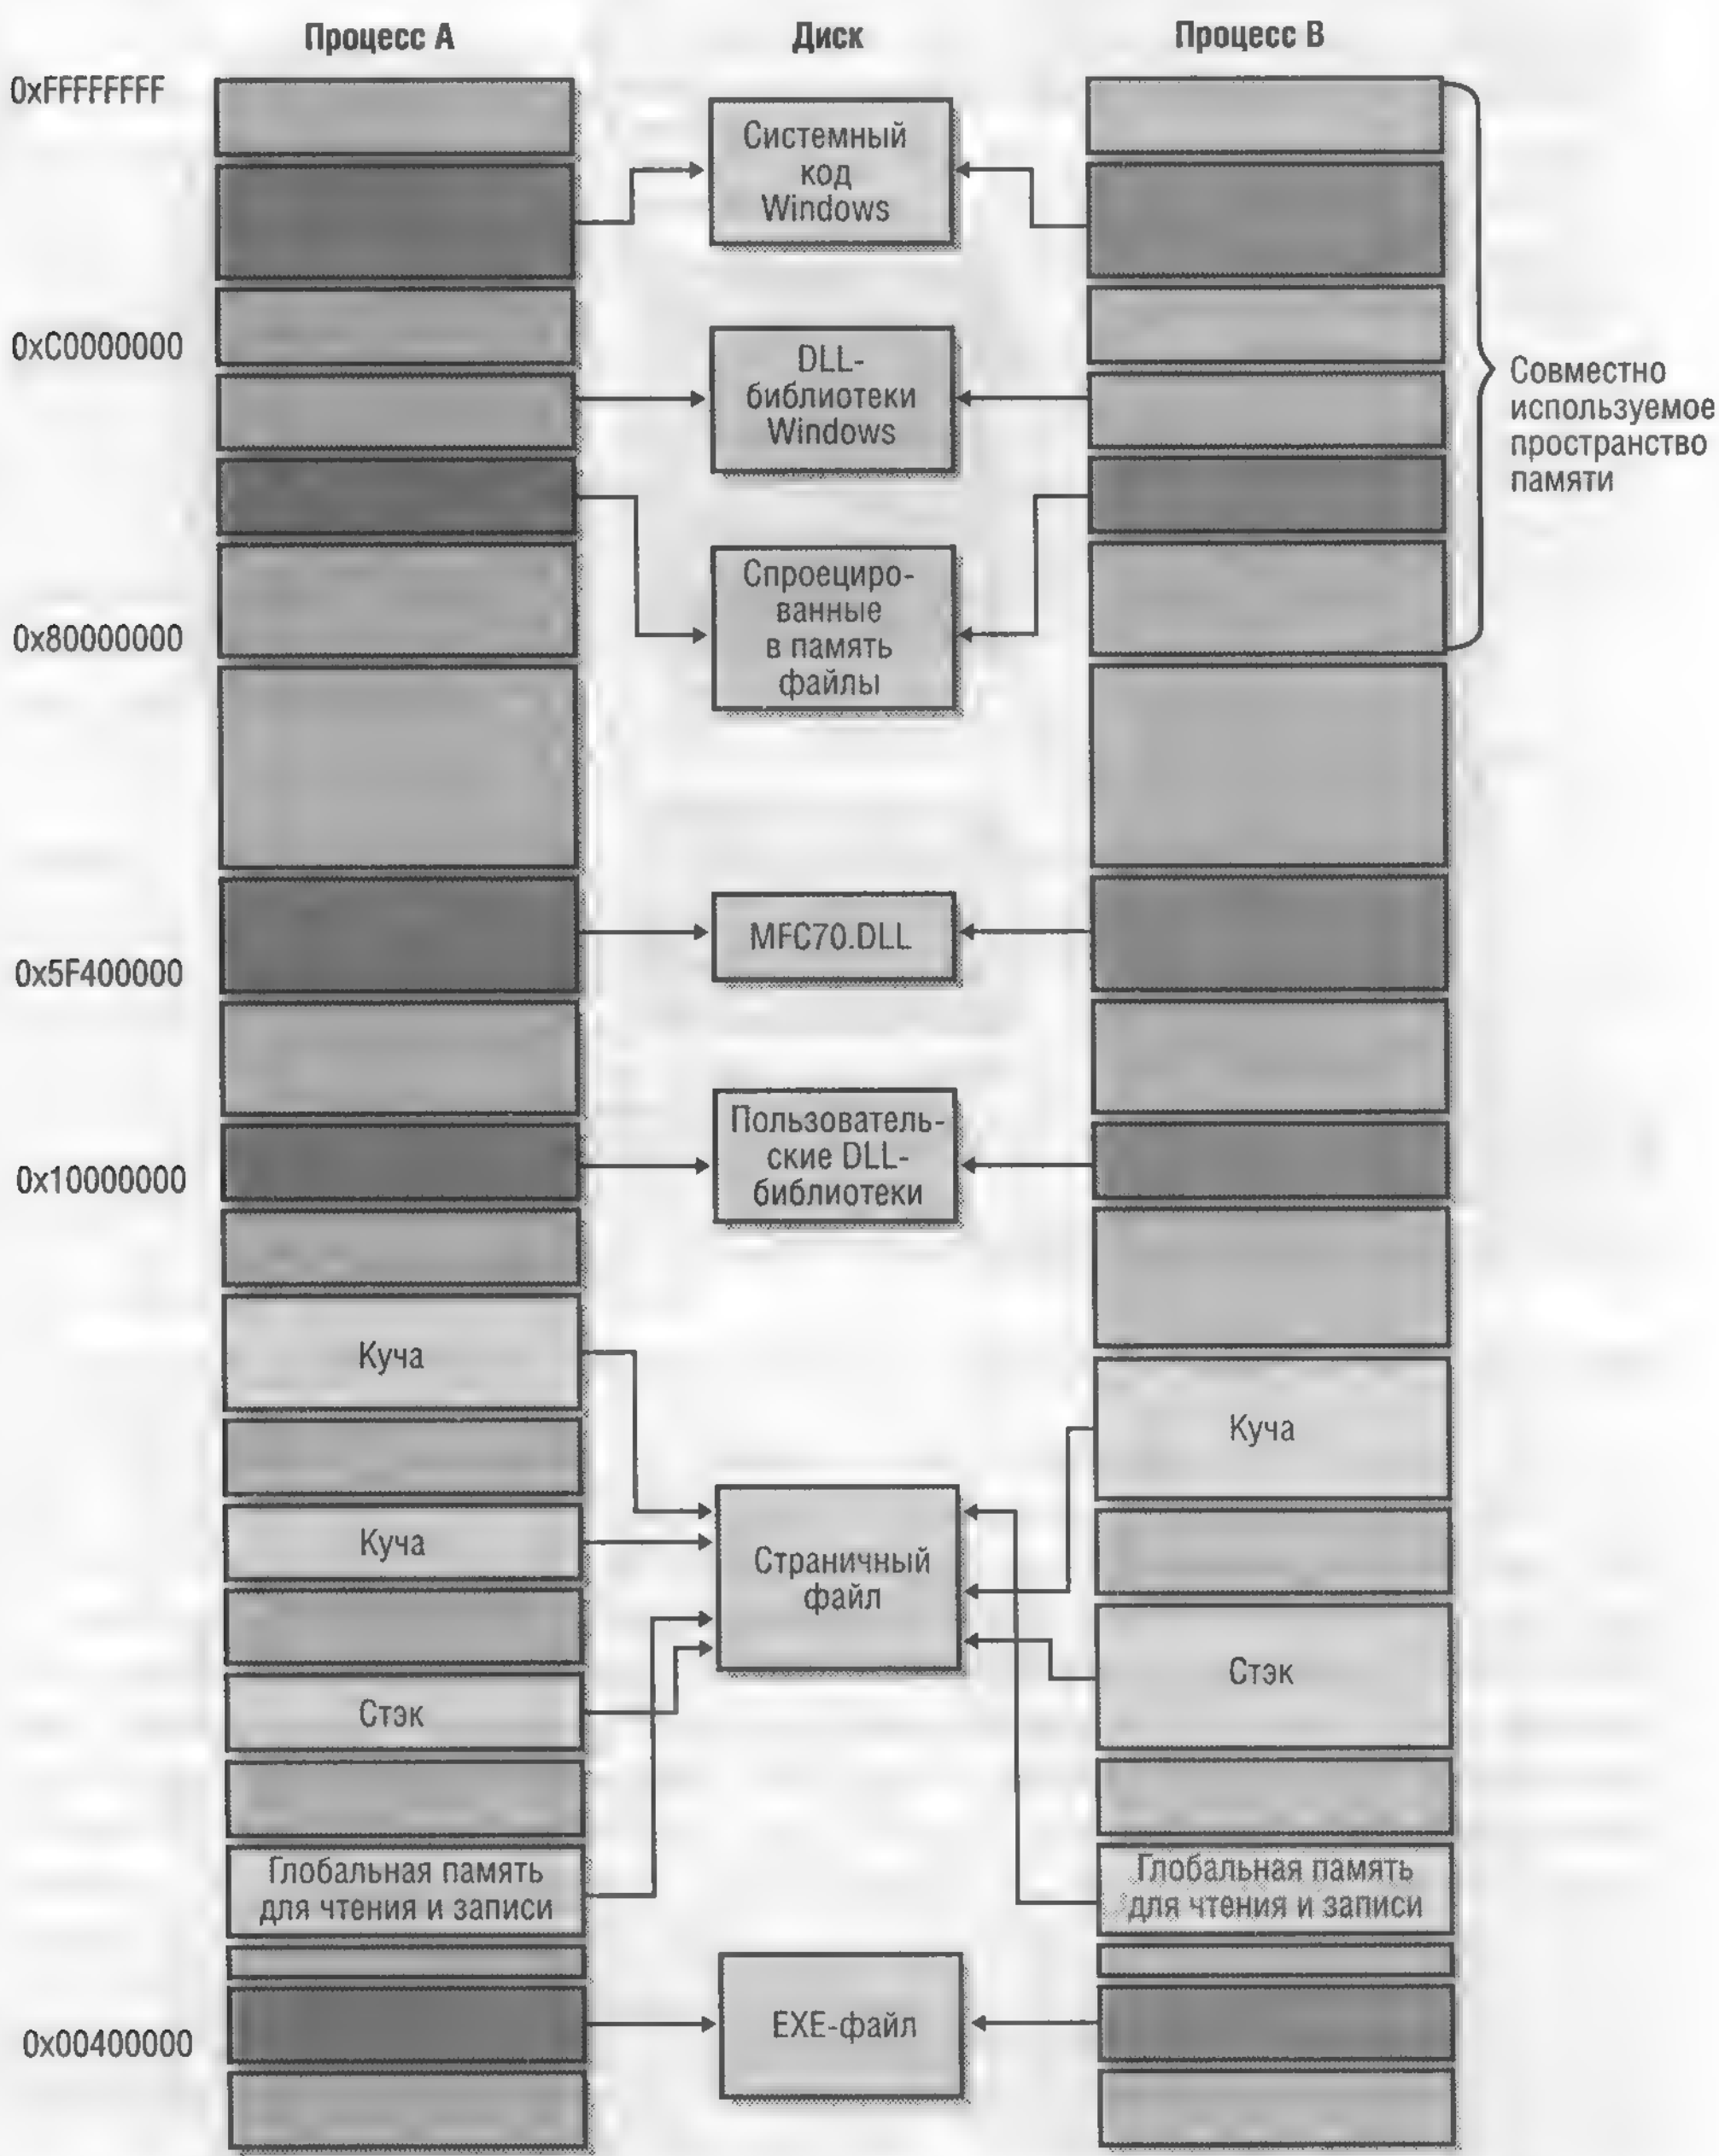 Процесс A
Диск
Процесс B
0xFFFFFFFF
Системный
код
Windows
0xC0000000
DLL-
библиотеки
Windows
Совместно
используемое
пространство
памяти
Спроециро-
ванные
в память
файлы
0x80000000
MFC70.DLL
0x5F400000
Пользователь-
ские DLL-
библиотеки
0x10000000
Куча
Куча
Куча
Страничный
файл
Стэк
Стэк
Глобальная память
для чтения и записи
Глобальная память
для чтения и записи
EXE-файл
0x00400000